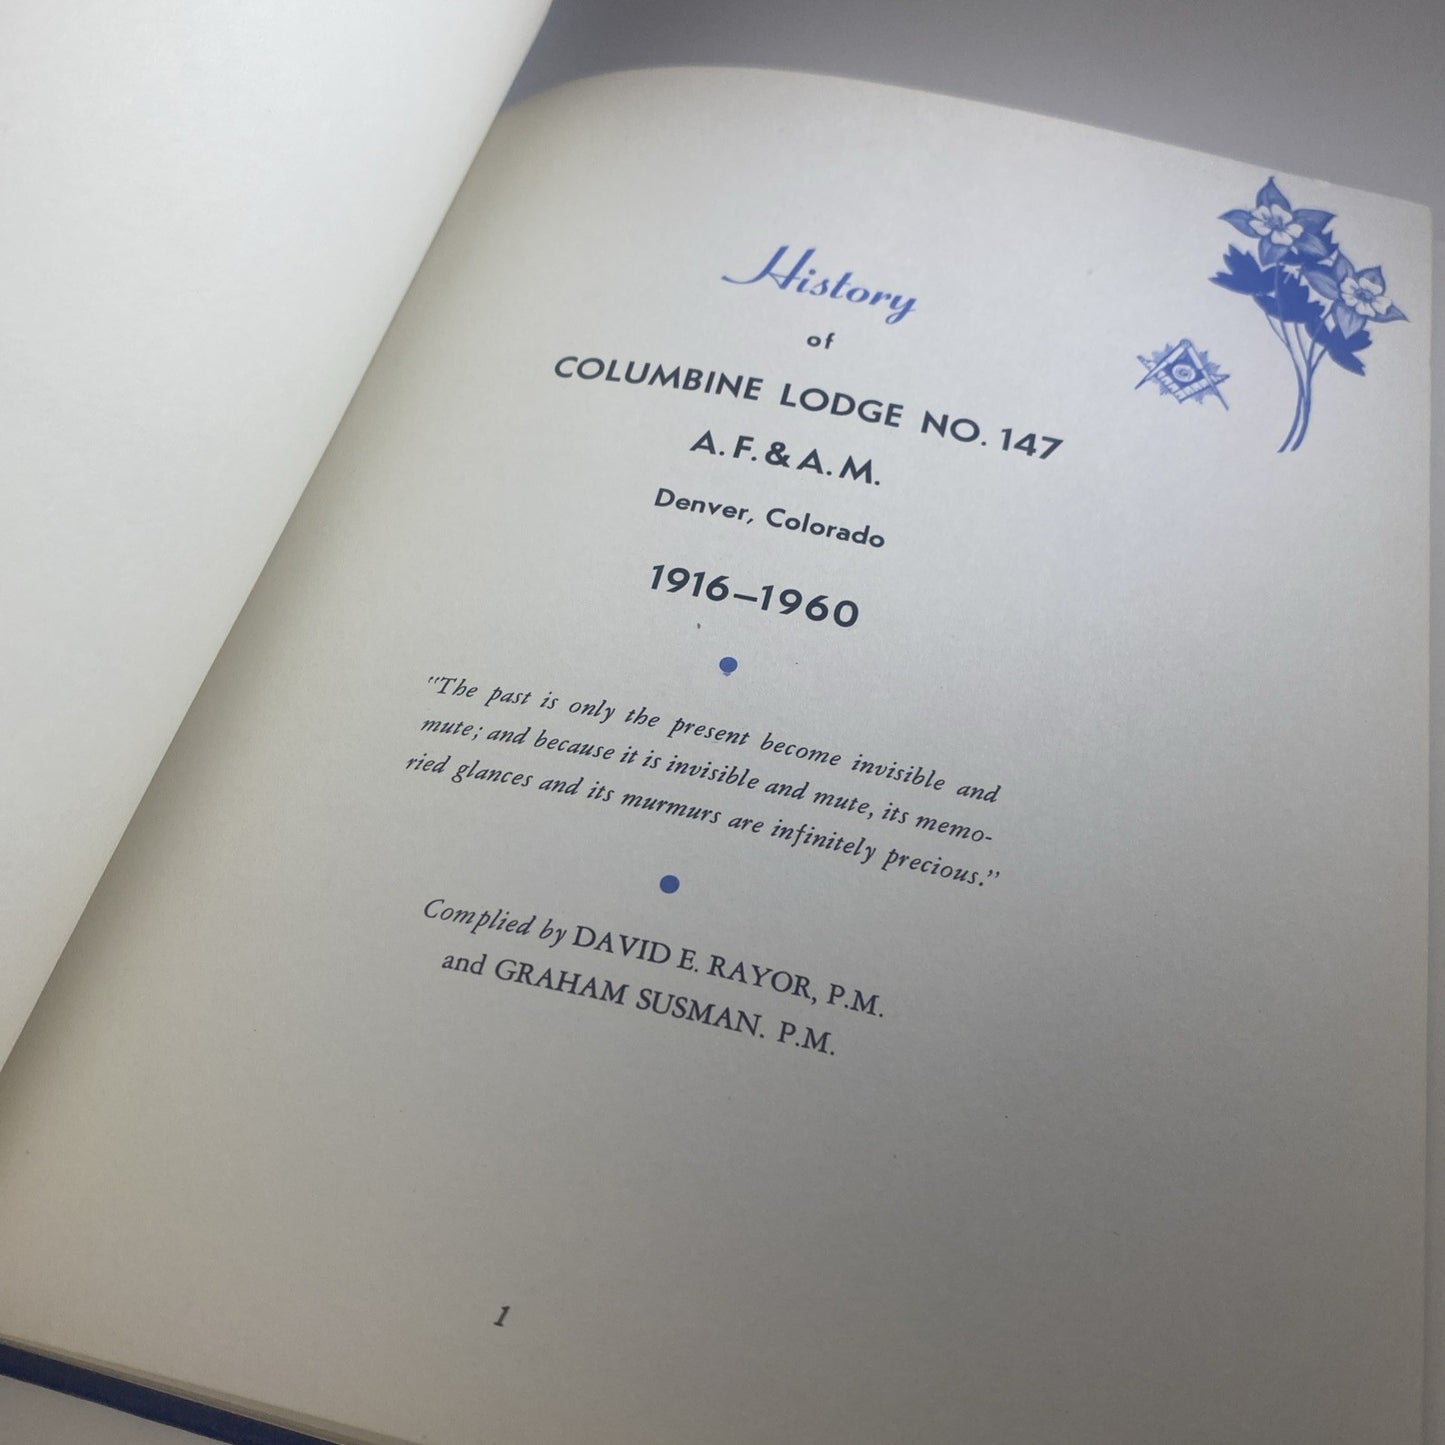 History
of
COLUMBINE LODGE NO. 147
A. F. & A. M.
Denver, Colorado
1916–1960
"The past is only the present become invisible and
mute; and because it is invisible and mute, its memo-
ried glances and its murmurs are infinitely precious."
Complied by DAVID E. RAYOR, P.M.
and GRAHAM SUSMAN. P.M.
1